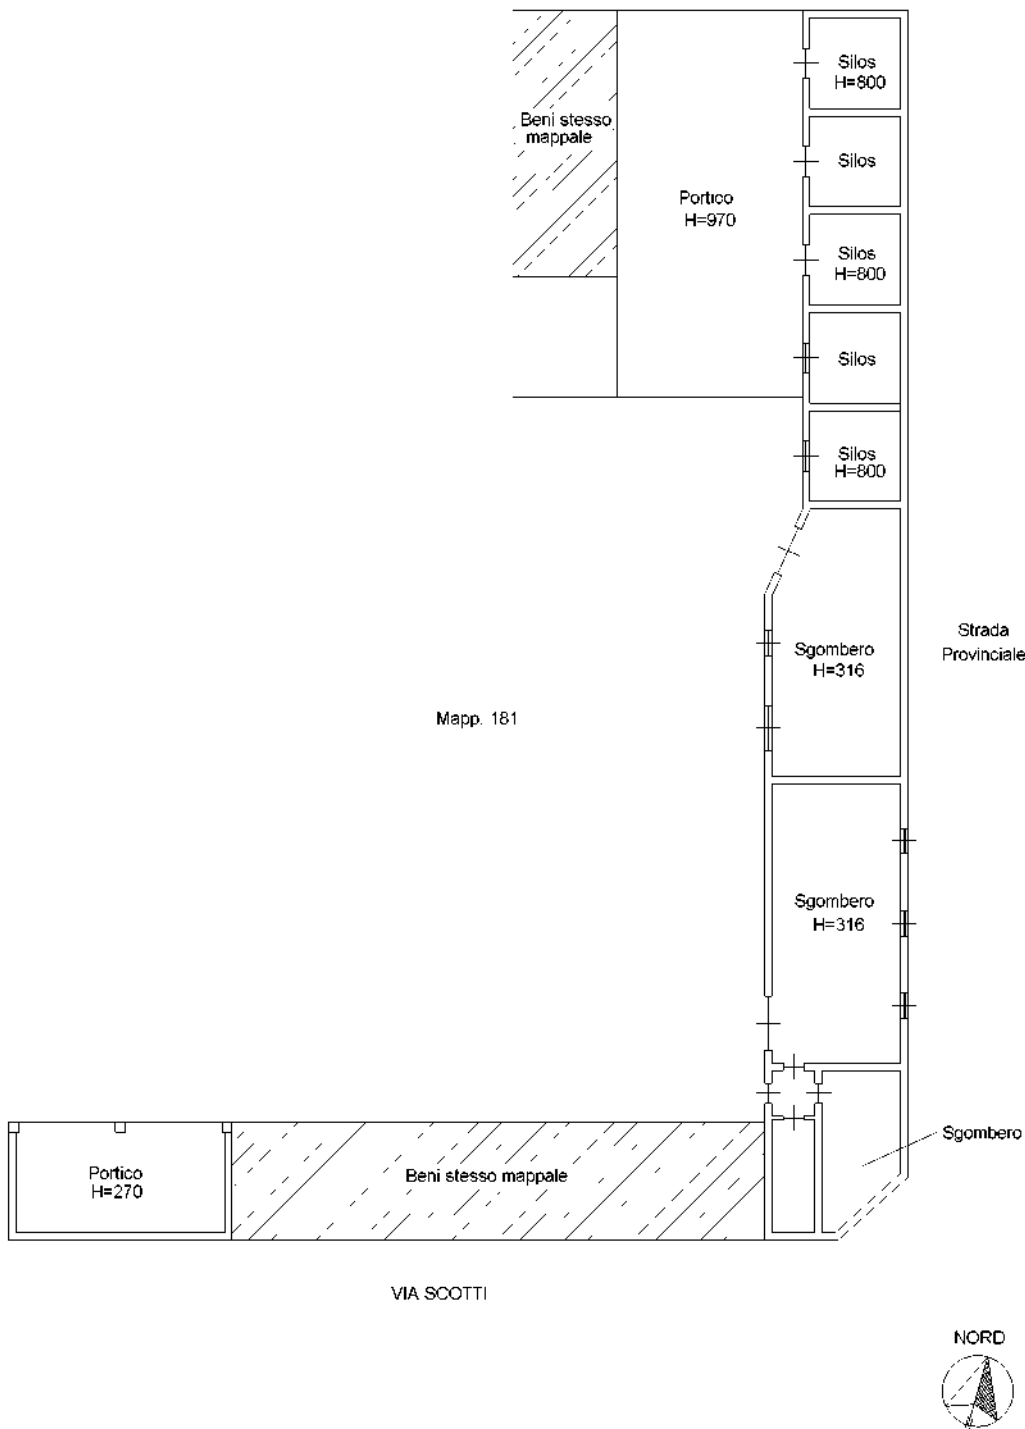 Silos
H=800
Beni stesso
mappale
Silos
Portico
H=970
Silos
H=800
Silos
Silos
H=800
Strada
Provinciale
Sgombero
H=316
Mapp. 181
Sgombero
H=316
Sgombero
Portico
H=270
Beni stesso mappale
VIA SCOTTI
NORD